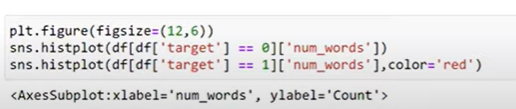 plt.figure(figsize=(12,6))
sns.histplot(df[df['target'] == 0]['num_words'])
sns.histplot(df[df['target'] == 1]['num_words'],color='red')
<AxesSubplot:xlabel='num_words', ylabel='Count'>